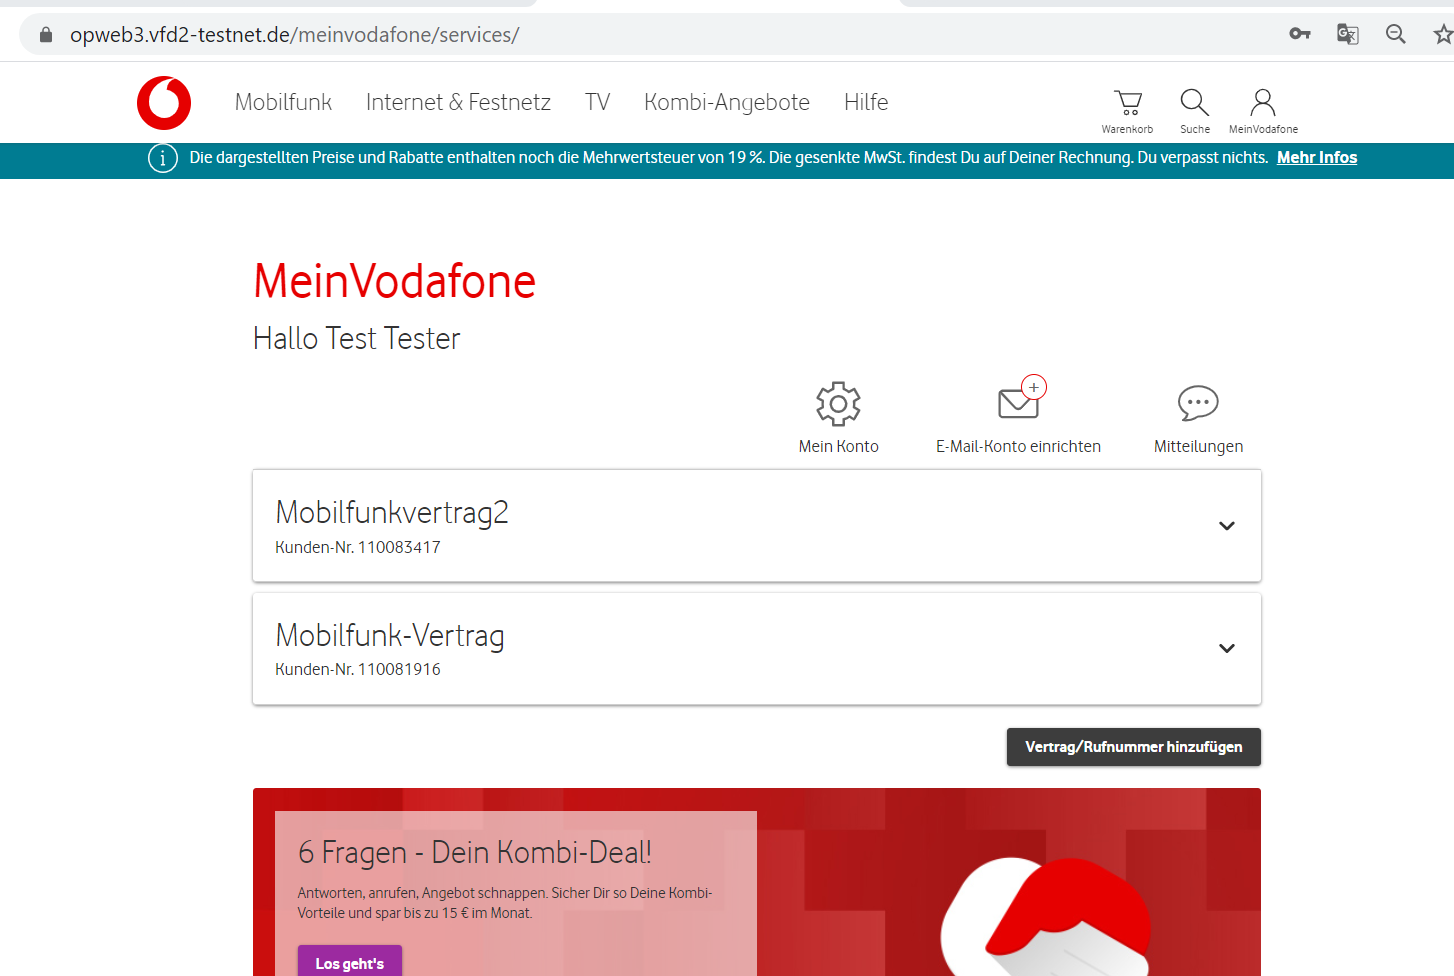 opweb3.vfd2-testnet.de/meinvodafone/services/
Mobilfunk Internet & Festnetz TV Kombi-Angebote Hilfe
Warenkorb Suche MeinVodafone
Die dargestellten Preise und Rabatte enthalten noch die Mehrwertsteuer von 19 %. Die gesenkte MwSt. findest Du auf Deiner Rechnung. Du verpasst nichts. Mehr Infos
MeinVodafone
Hallo Test Tester
Mein Konto E-Mail-Konto einrichten Mitteilungen
Mobilfunkvertrag2
Kunden-Nr. 110083417
Mobilfunk-Vertrag
Kunden-Nr. 110081916
Vertrag/Rufnummer hinzufügen
6 Fragen - Dein Kombi-Deal!
Antworten, anrufen, Angebot schnappen. Sicher Dir so Deine Kombi-
Vorteile und spar bis zu 15 € im Monat.
Los geht's